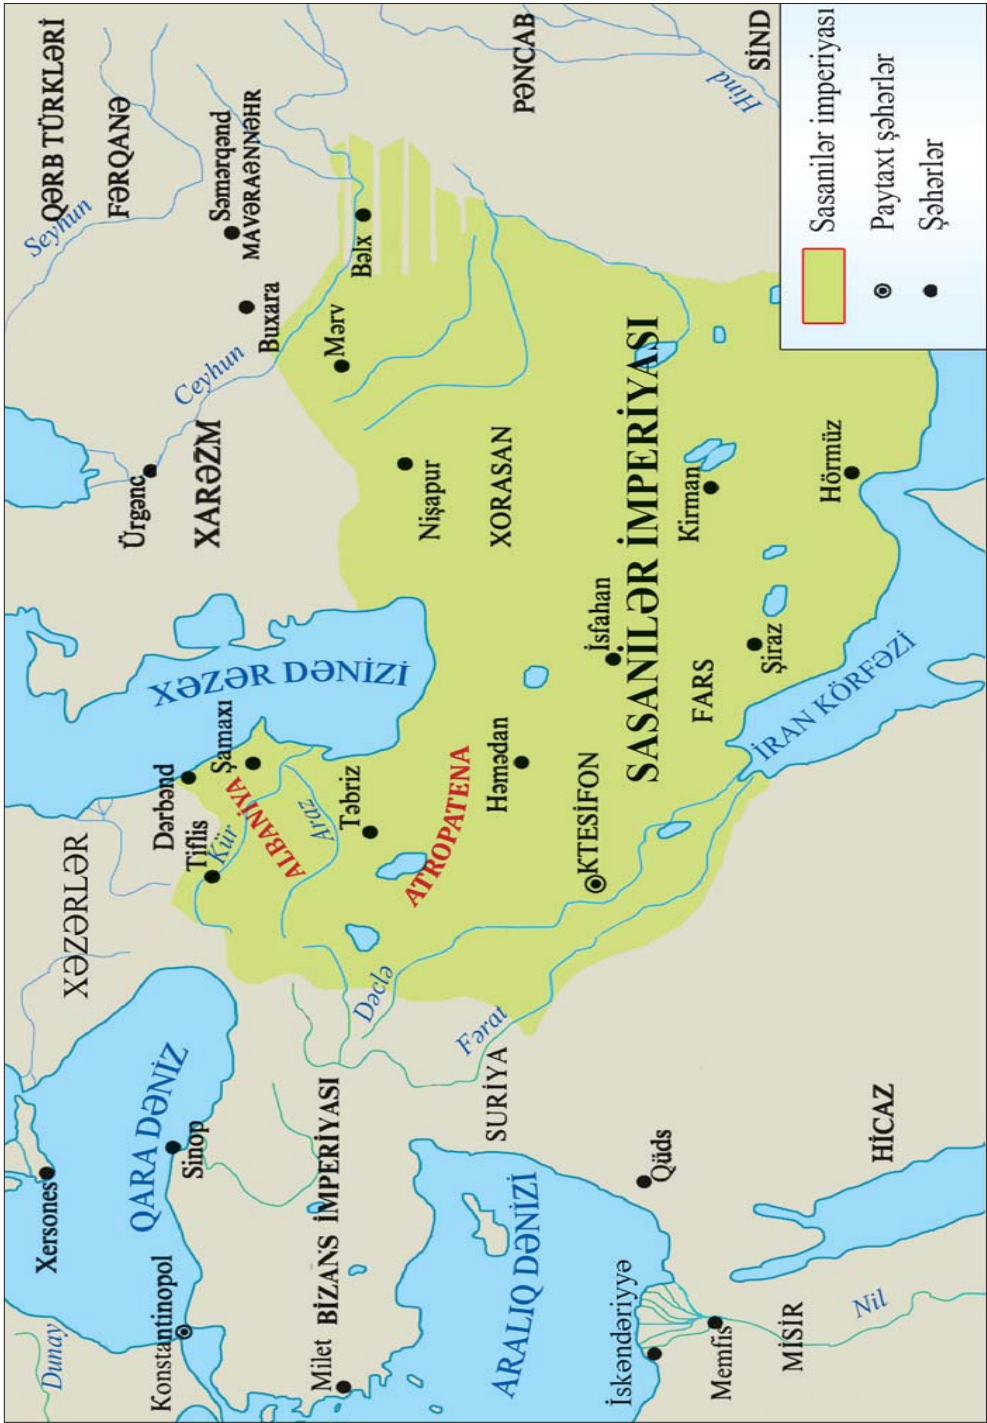 Dunay
Xersones
XƏZƏRLƏR
Ürgənc
Seyhun
QƏRB TÜRKLƏRİ
FƏRQANƏ
Konstantinopol
QARA DƏNİZ
Sinop
Dərbənd
Tiflis
Kür
Şamaxı
XƏZƏR DƏNİZİ
XARƏZM
Ceyhun
Buxara
Səmərqənd
MAVƏRAƏNNƏHR
Milet
BİZANS İMPERİYASI
ALBANİYA
Araz
Təbriz
Mərv
Bəlx
Dəclə
ATROPATENA
Nişapur
XORASAN
PƏNCAB
ARALIQ DƏNİZİ
SURİYA
Fərat
Həmədan
KTESİFON
İsfahan
SASANİLƏR İMPERİYASI
Hind
SİND
İskəndəriyyə
Qüds
FARS
Kirman
Memfis
Şiraz
MİSİR
Nil
HİCAZ
İRAN KÖRFƏZİ
Hörmüz
Sasanilər imperiyası
Paytaxt şəhərlər
Şəhərlər